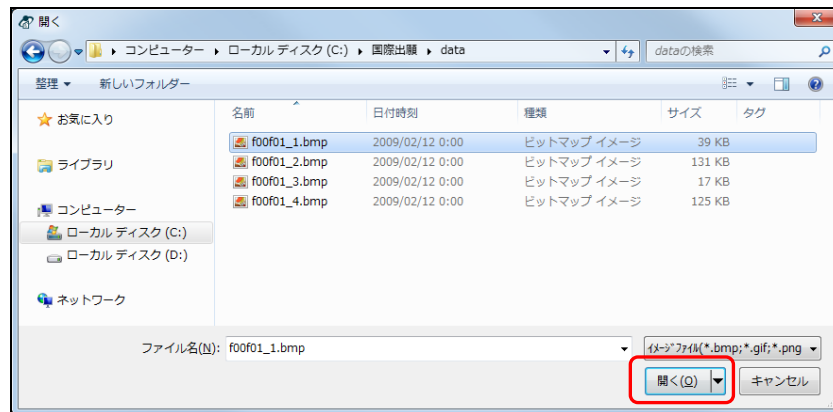 開く
コンピューター ▶ ローカル ディスク (C:) ▶ 国際出願 ▶ data
dataの検索
整理 ▼ 新しいフォルダー
お気に入り
ライブラリ
コンピューター
ローカル ディスク (C:)
ローカル ディスク (D:)
ネットワーク
名前 日付時刻 種類 サイズ タグ
f00f01_1.bmp 2009/02/12 0:00 ビットマップ イメージ 39 KB
f00f01_2.bmp 2009/02/12 0:00 ビットマップ イメージ 131 KB
f00f01_3.bmp 2009/02/12 0:00 ビットマップ イメージ 17 KB
f00f01_4.bmp 2009/02/12 0:00 ビットマップ イメージ 125 KB
ファイル名(N): f00f01_1.bmp
ｲﾒｰｼﾞﾌｧｲﾙ(*.bmp;*.gif;*.png
開く(O) キャンセル